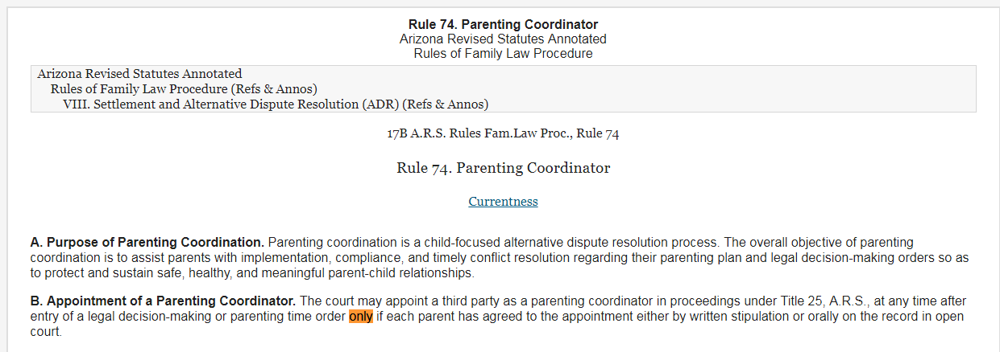 Rule 74. Parenting Coordinator
Arizona Revised Statutes Annotated
Rules of Family Law Procedure
Arizona Revised Statutes Annotated
Rules of Family Law Procedure (Refs & Annos)
VIII. Settlement and Alternative Dispute Resolution (ADR) (Refs & Annos)
17B A.R.S. Rules Fam.Law Proc., Rule 74
Rule 74. Parenting Coordinator
Currentness
A. Purpose of Parenting Coordination. Parenting coordination is a child-focused alternative dispute resolution process. The overall objective of parenting
coordination is to assist parents with implementation, compliance, and timely conflict resolution regarding their parenting plan and legal decision-making orders so as
to protect and sustain safe, healthy, and meaningful parent-child relationships.
B. Appointment of a Parenting Coordinator. The court may appoint a third party as a parenting coordinator in proceedings under Title 25, A.R.S., at any time after
entry of a legal decision-making or parenting time order only if each parent has agreed to the appointment either by written stipulation or orally on the record in open
court.